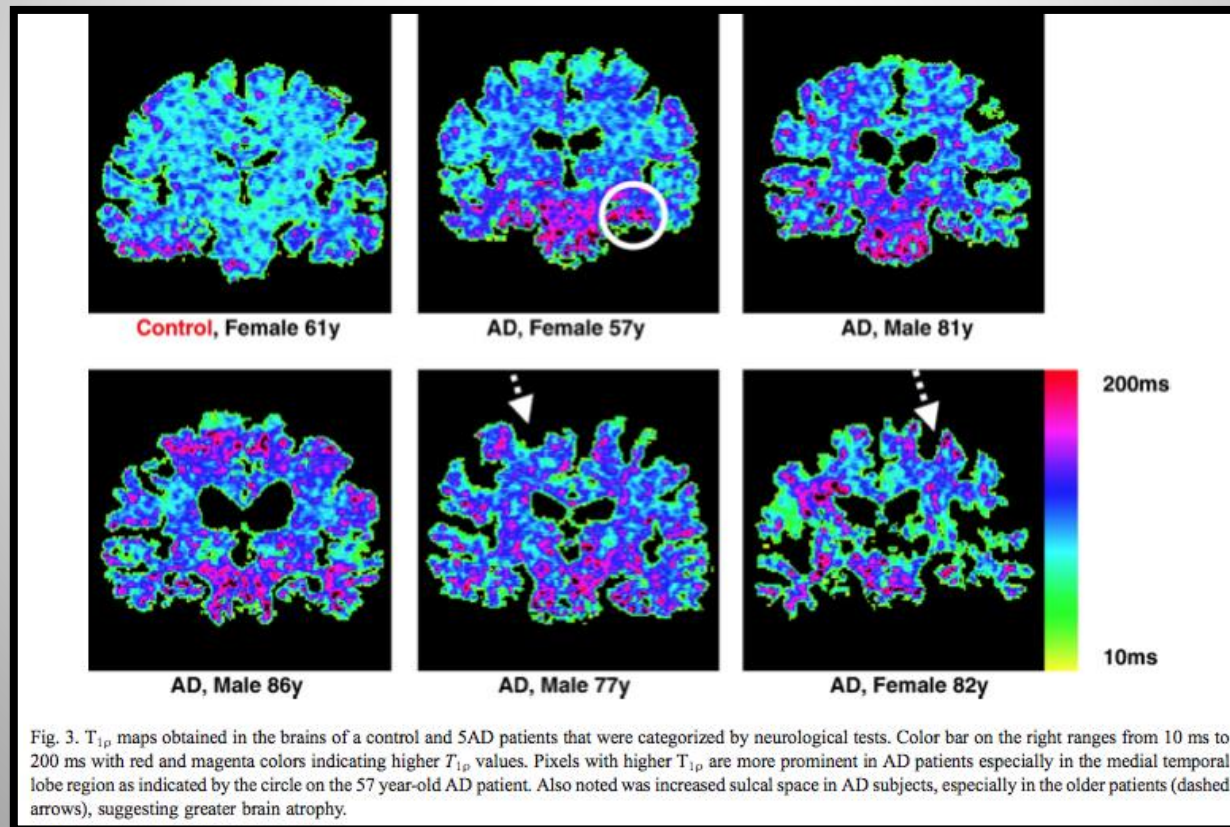 Control, Female 61y
AD, Female 57y
AD, Male 81y
200ms
10ms
AD, Male 86y
AD, Male 77y
AD, Female 82y
Fig. 3. T1ρ maps obtained in the brains of a control and 5AD patients that were categorized by neurological tests. Color bar on the right ranges from 10 ms to
200 ms with red and magenta colors indicating higher T1ρ values. Pixels with higher T1ρ are more prominent in AD patients especially in the medial temporal
lobe region as indicated by the circle on the 57 year-old AD patient. Also noted was increased sulcal space in AD subjects, especially in the older patients (dashed
arrows), suggesting greater brain atrophy.